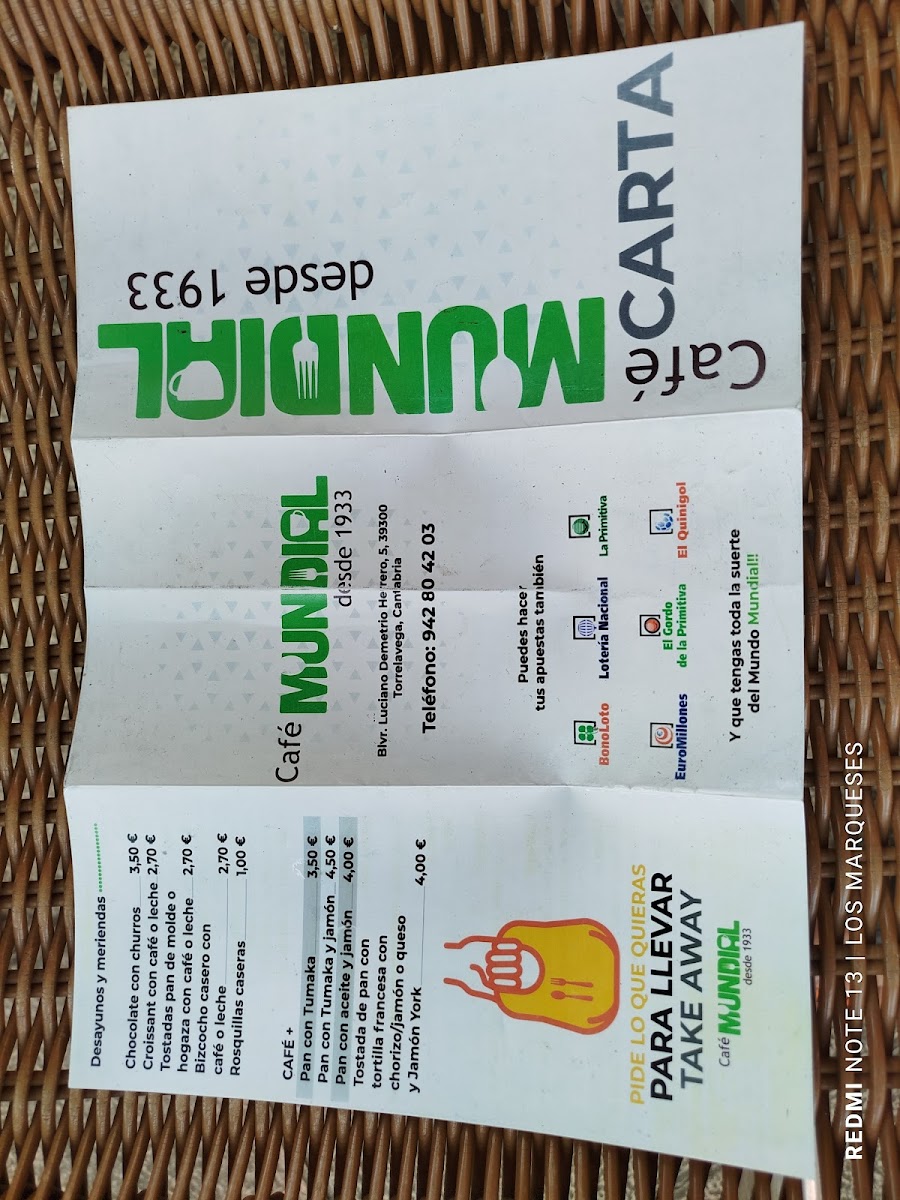 Desayunos y meriendas
Chocolate con churros 3,50 €
Croissant con café o leche 2,70 €
Tostadas pan de molde o
hogaza con café o leche 2,70 €
Bizcocho casero con
café o leche 2,70 €
Rosquillas caseras 1,00 €
CAFÉ +
Pan con Tumaka 3,50 €
Pan con Tumaka y jamón 4,50 €
Pan con aceite y jamón 4,00 €
Tostada de pan con
tortilla francesa con
chorizo/jamón o queso
y Jamón York 4,00 €
PIDE LO QUE QUIERAS
PARA LLEVAR
TAKE AWAY
Café
MUNDIAL
desde 1933
Café
MUNDIAL
desde 1933
Blvr. Luciano Demetrio Herrero, 5, 39300
Torrelavega, Cantabria
Teléfono: 942 80 42 03
Puedes hacer
tus apuestas también
BonoLoto
Lotería Nacional
La Primitiva
EuroMillones
El Gordo
de la Primitiva
El Quinigol
Y que tengas toda la suerte
del Mundo Mundial!!
Café
MUNDIAL
desde 1933
CARTA
REDMI NOTE 13 | LOS MARQUESES